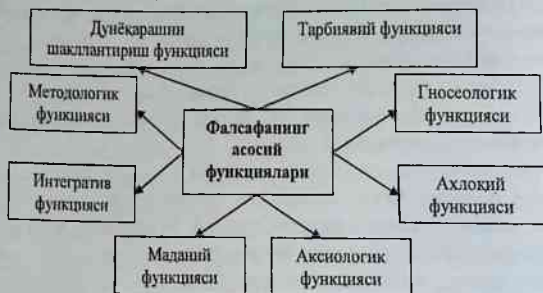 Дунёқарашни
шакллантириш функцияси
Тарбиявий функцияси
Методологик
функцияси
Гносеологик
функцияси
Фалсафанинг
асосий
функциялари
Интегратив
функцияси
Ахлоқий
функцияси
Маданий
функцияси
Аксиологик
функцияси